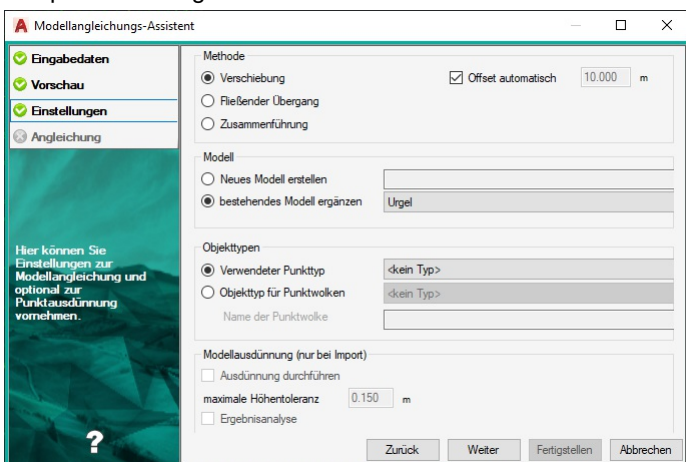 Modellangleichungs-Assistent
Eingabedaten
Vorschau
Einstellungen
Angleichung
Hier können Sie
Einstellungen zur
Modellangleichung und
optional zur
Punktausdünnung
vornehmen.
?
Methode
Verschiebung
Offset automatisch
10.000 m
Fließender Übergang
Zusammenführung
Modell
Neues Modell erstellen
bestehendes Modell ergänzen
Urgel
Objekttypen
Verwendeter Punkttyp
<kein Typ>
Objekttyp für Punktwolken
<kein Typ>
Name der Punktwolke
Modellausdünnung (nur bei Import)
Ausdünnung durchführen
maximale Höhentoleranz 0.150 m
Ergebnisanalyse
Zurück
Weiter
Fertigstellen
Abbrechen